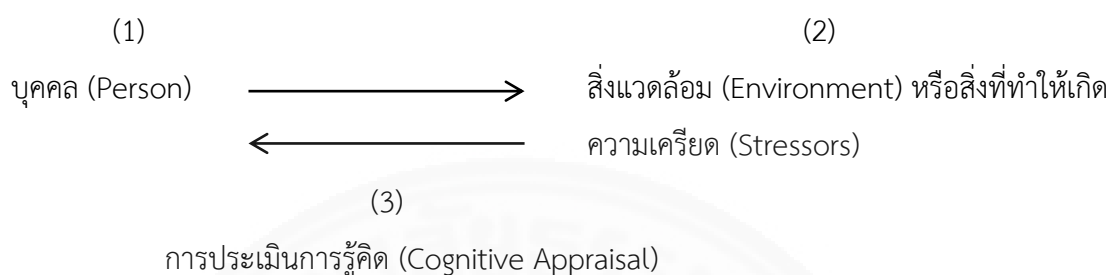 (1) (2)
บุคคล (Person) สิ่งแวดล้อม (Environment) หรือสิ่งที่ทำให้เกิด
ความเครียด (Stressors)
(3)
การประเมินการรู้คิด (Cognitive Appraisal)